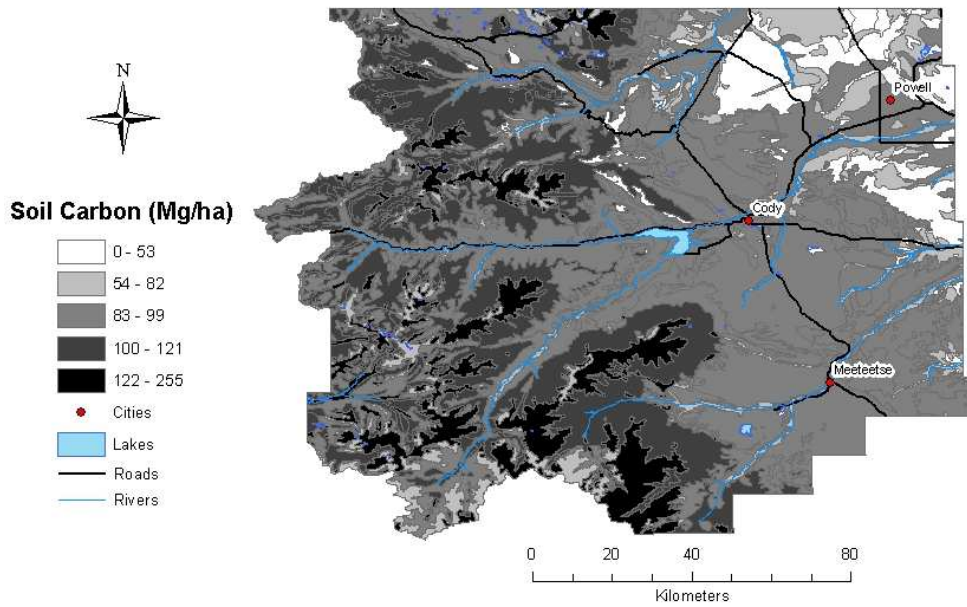 N
Soil Carbon (Mg/ha)
0 - 53
54 - 82
83 - 99
100 - 121
122 - 255
Cities
Lakes
Roads
Rivers
Powell
Cody
Meeteetse
0 20 40 80
Kilometers